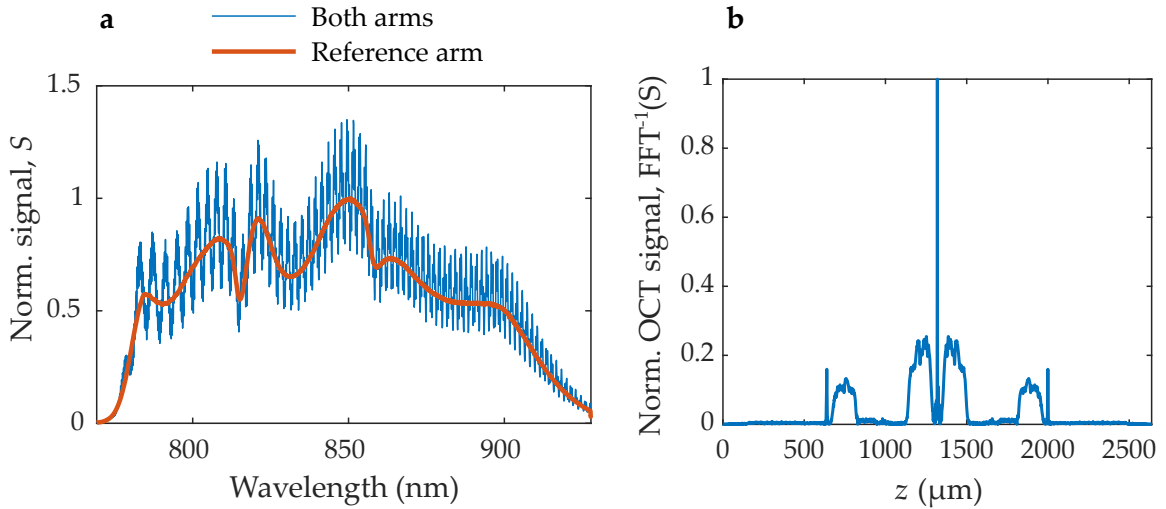 a
Both arms
Reference arm
Norm. signal, S
1.5
1
0.5
0
800
850
900
Wavelength (nm)
b
Norm. OCT signal, FFT⁻¹(S)
1
0.8
0.6
0.4
0.2
0
0
500
1000
1500
2000
2500
z (μm)